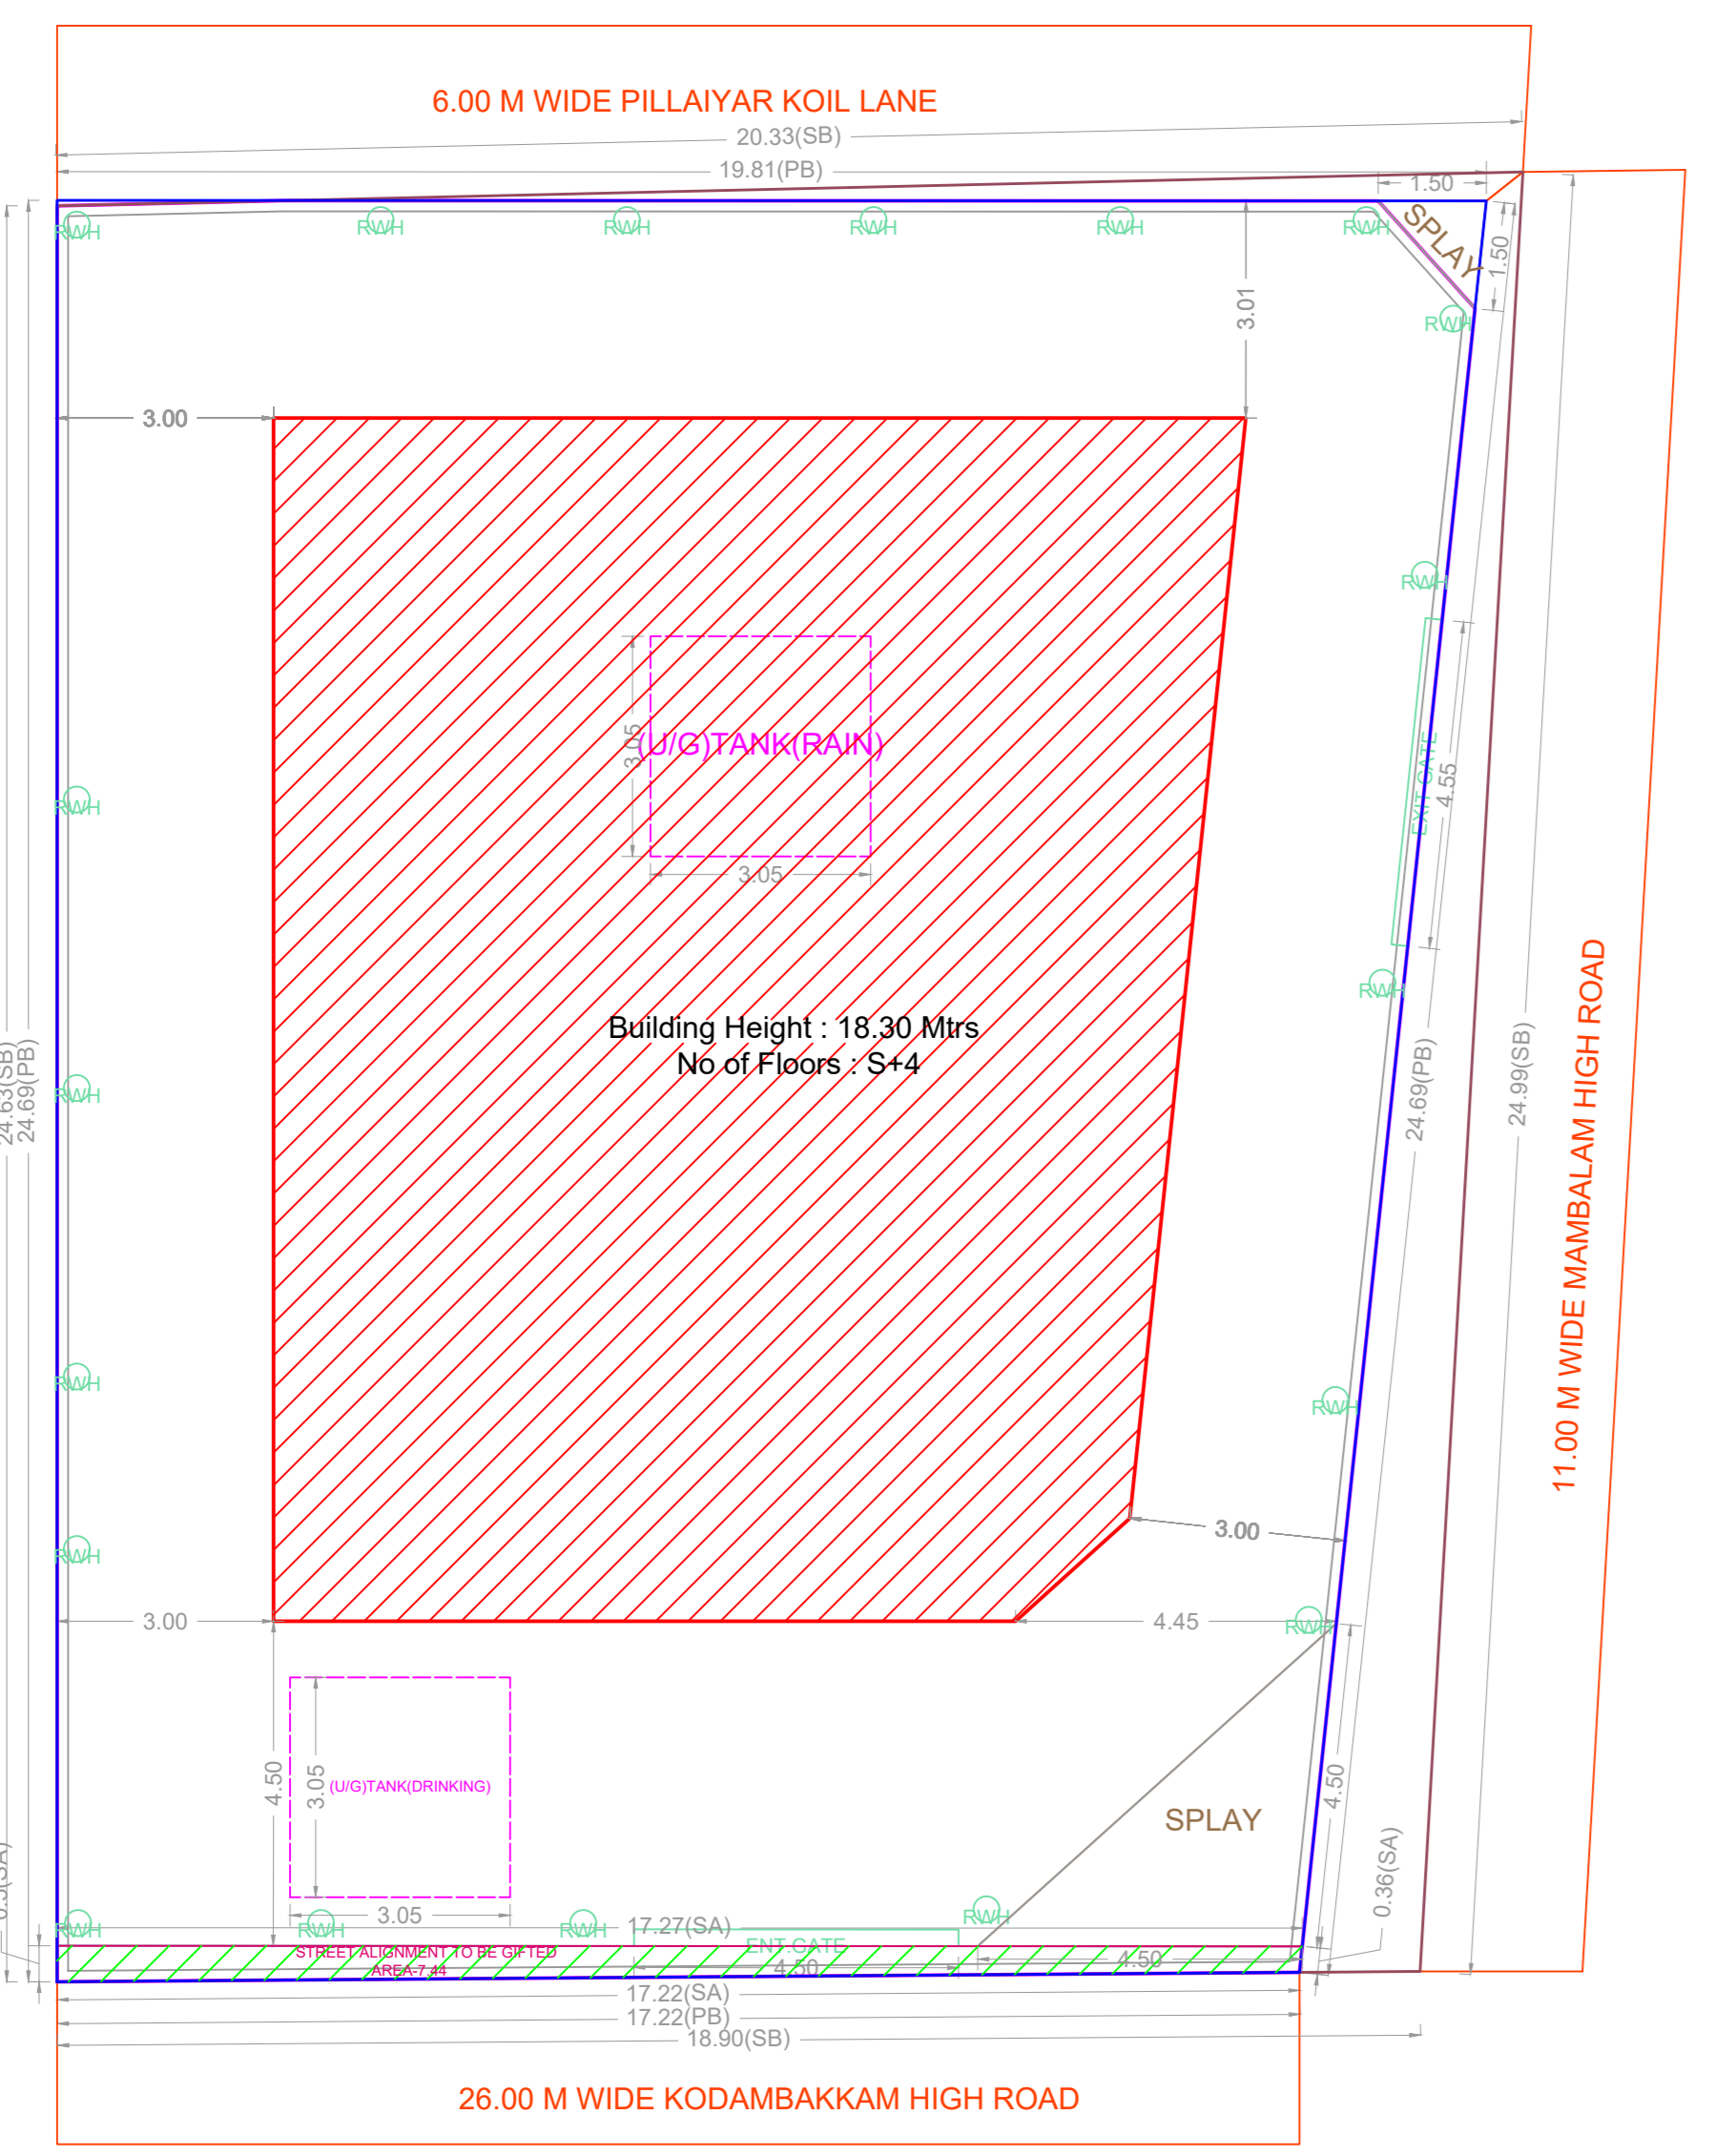 6.00 M WIDE PILLAIYAR KOIL LANE
20.33(SB)
19.81(PB)
1.50
SPLAY
1.50
RWH
RWH
RWH
RWH
RWH
RWH
RWH
3.01
3.00
RWH
3.05
(U/G)TANK(RAIN)
3.05
EXIT GATE
4.55
RWH
RWH
RWH
Building Height : 18.30 Mtrs
No of Floors : S+4
24.63(SB)
24.69(PB)
24.69(PB)
24.99(SB)
11.00 M WIDE MAMBALAM HIGH ROAD
RWH
RWH
RWH
RWH
3.00
3.00
4.45
RWH
4.50
3.05
(U/G)TANK(DRINKING)
SPLAY
4.50
0.36(SA)
3.05
RWH
RWH
RWH
RWH
17.27(SA)
STREET ALIGNMENT TO BE GIFTED
AREA-7.44
ENT.GATE
4.50
4.50
17.22(SA)
17.22(PB)
18.90(SB)
26.00 M WIDE KODAMBAKKAM HIGH ROAD